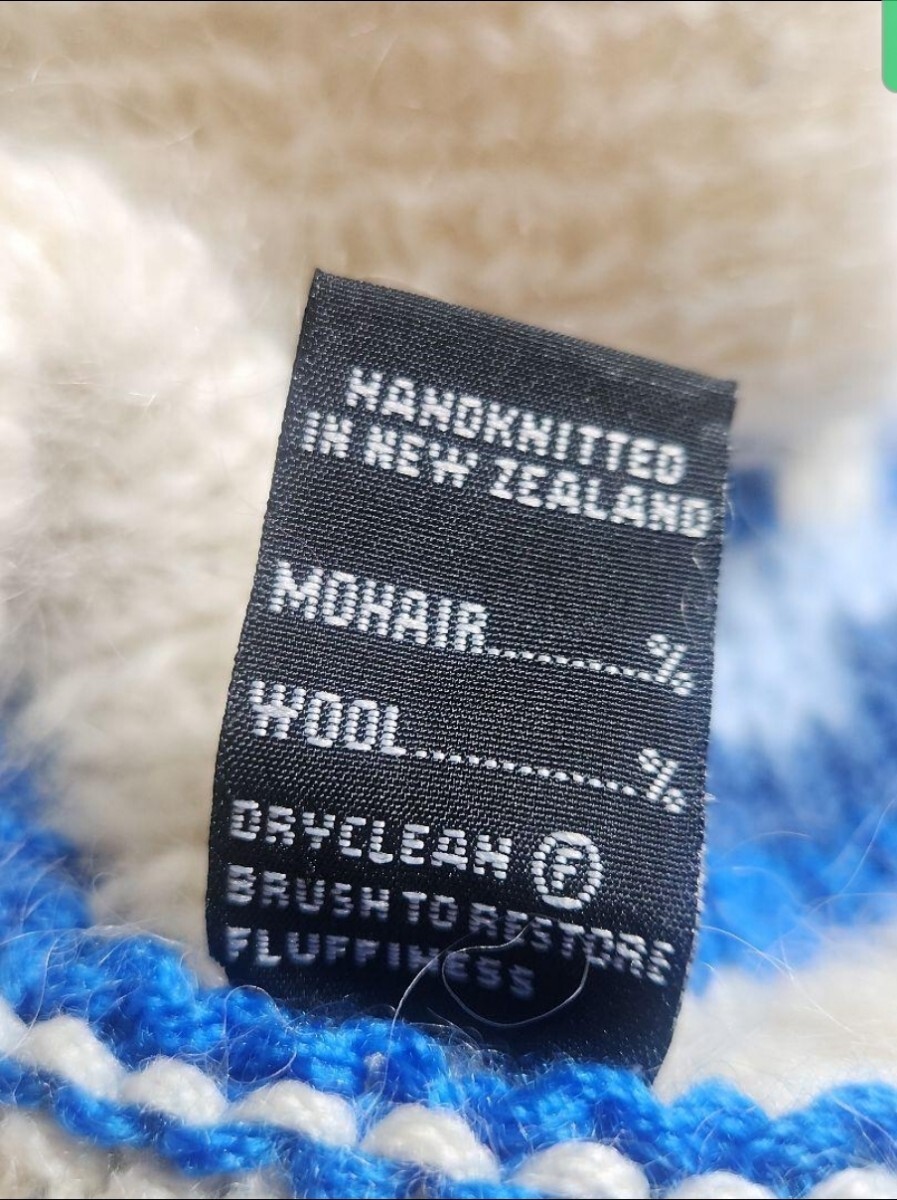 HANDKNITTED
IN NEW ZEALAND
MOHAIR..............%
WOOL..................%
DRYCLEAN Ⓕ
BRUSH TO RESTORE
FLUFFINESS